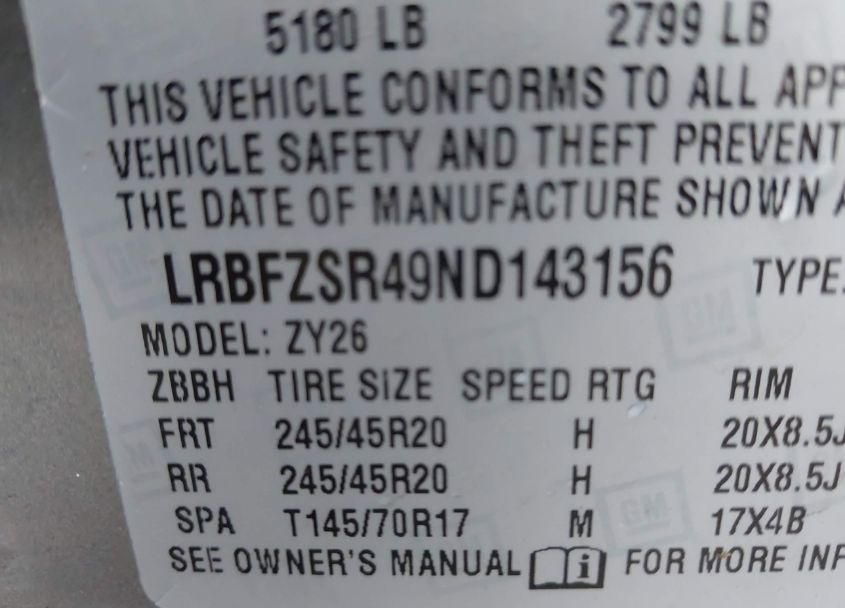 5180 LB 2799 LB
THIS VEHICLE CONFORMS TO ALL APP
VEHICLE SAFETY AND THEFT PREVENT
THE DATE OF MANUFACTURE SHOWN A
LRBFZSR49ND143156 TYPE:
MODEL: ZY26
ZBBH TIRE SIZE SPEED RTG RIM
FRT 245/45R20 H 20X8.5J
RR 245/45R20 H 20X8.5J
SPA T145/70R17 M 17X4B
SEE OWNER'S MANUAL i FOR MORE INF